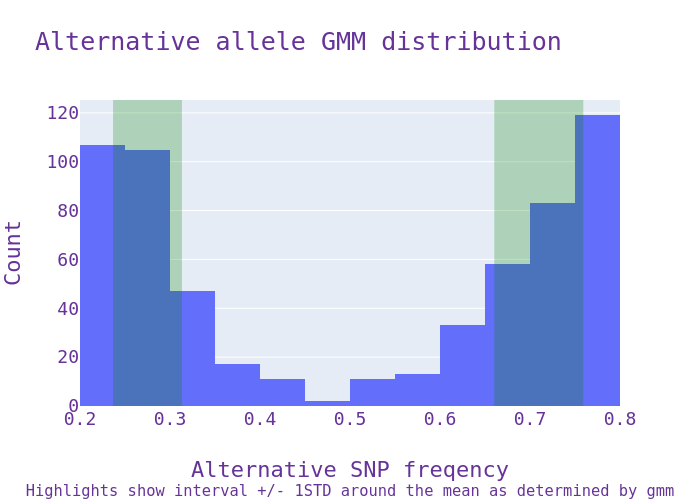 Alternative allele GMM distribution
120
100
80
60
40
20
0
Count
0.2 0.3 0.4 0.5 0.6 0.7 0.8
Alternative SNP freqency
Highlights show interval +/- 1STD around the mean as determined by gmm